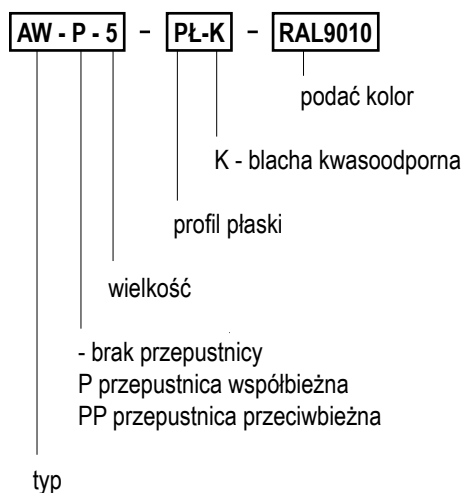 AW - P - 5 - PŁ-K - RAL9010
podać kolor
K - blacha kwasoodporna
profil płaski
wielkość
- brak przepustnicy
P przepustnica współbieżna
PP przepustnica przeciwbieżna
typ